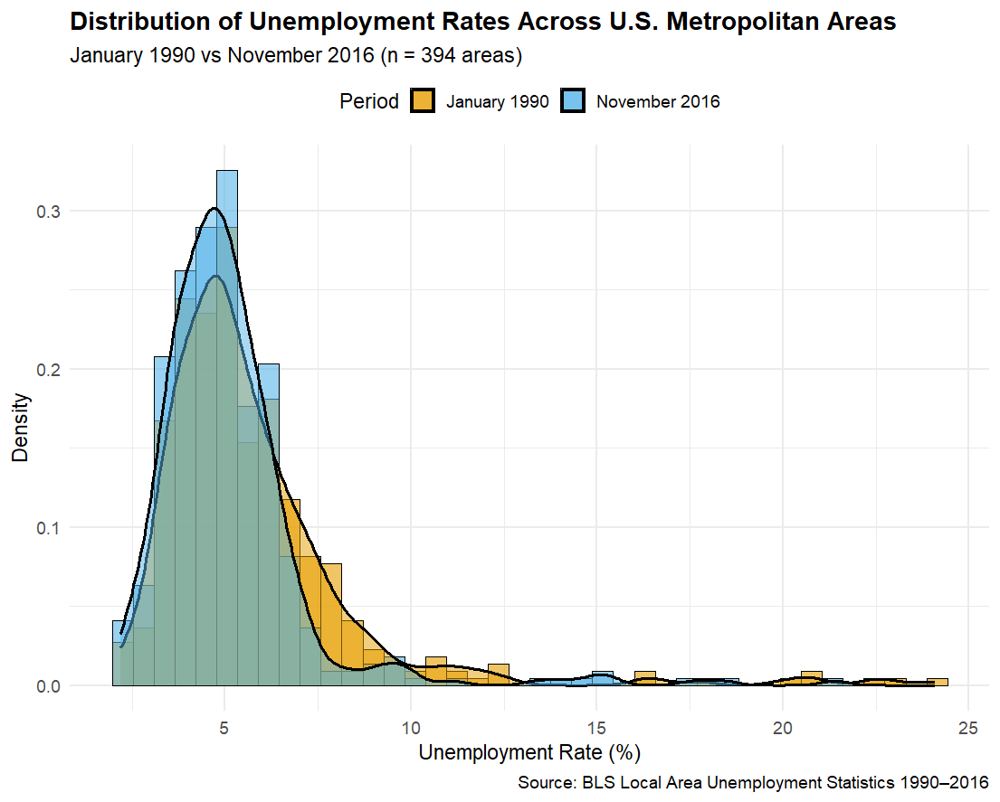 Distribution of Unemployment Rates Across U.S. Metropolitan Areas
January 1990 vs November 2016 (n = 394 areas)
Period January 1990 November 2016
Density
0.3
0.2
0.1
0.0
5 10 15 20 25
Unemployment Rate (%)
Source: BLS Local Area Unemployment Statistics 1990–2016